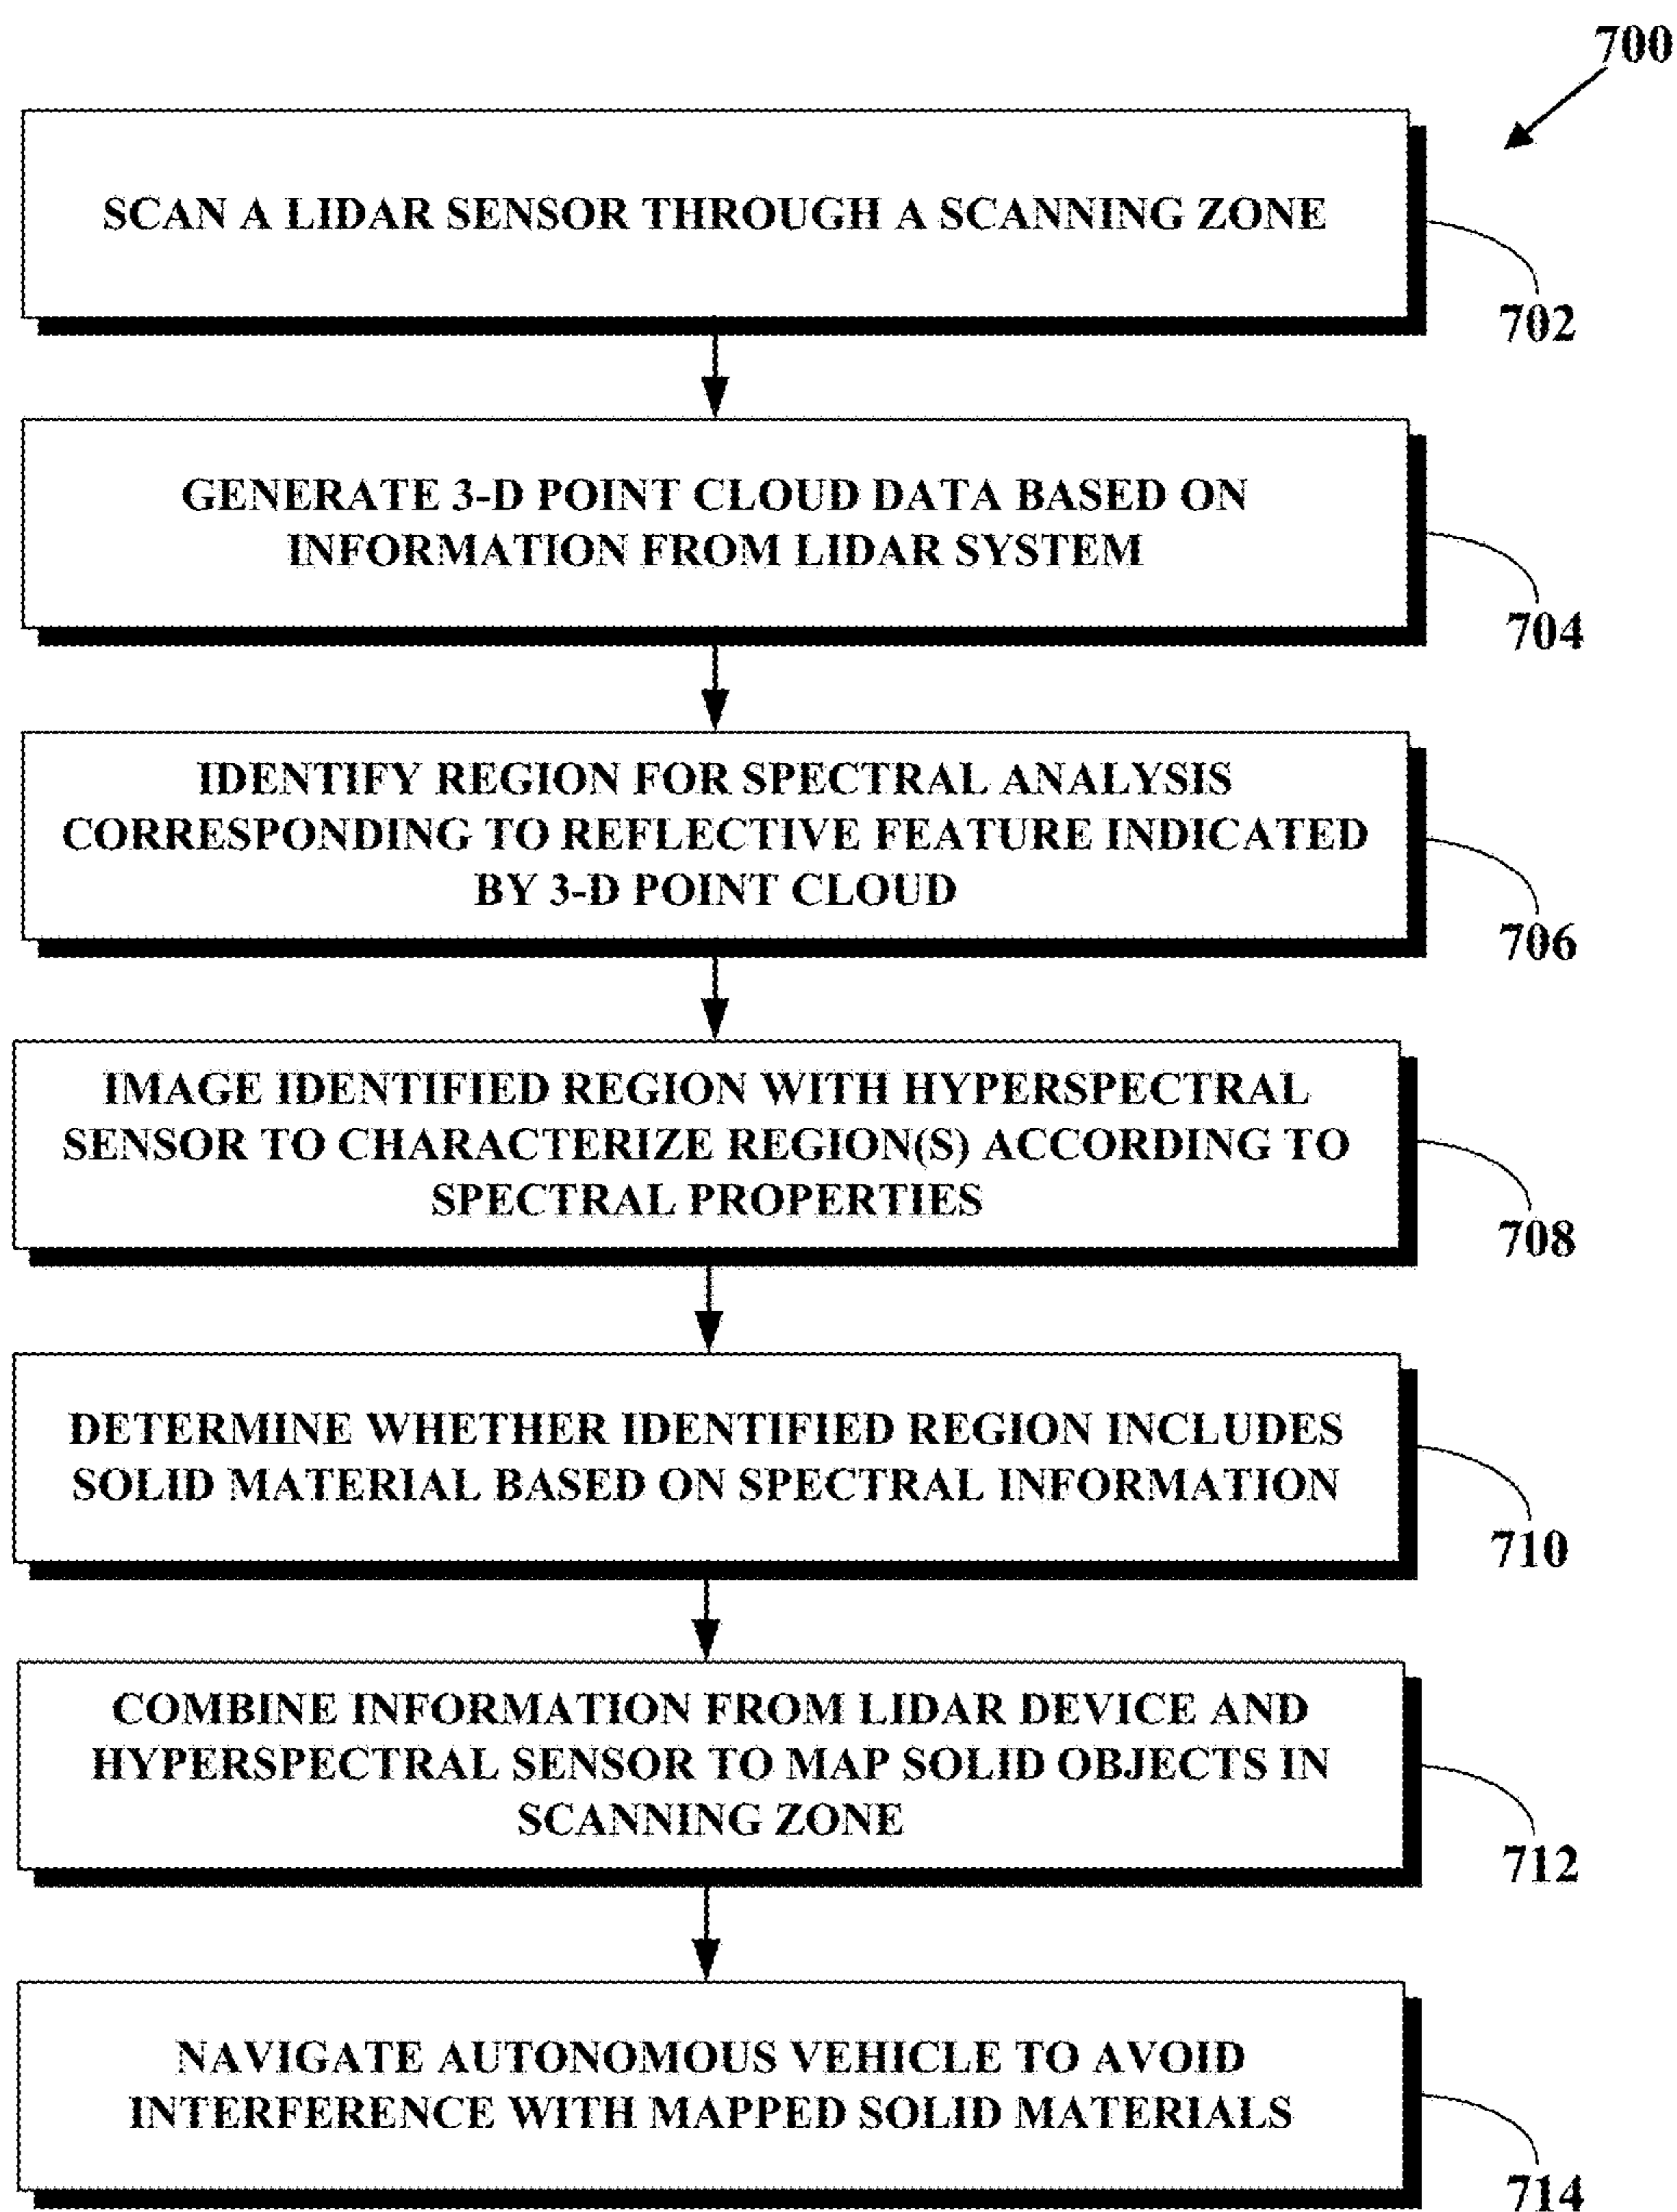 700
SCAN A LIDAR SENSOR THROUGH A SCANNING ZONE
702
GENERATE 3-D POINT CLOUD DATA BASED ON
INFORMATION FROM LIDAR SYSTEM
704
IDENTIFY REGION FOR SPECTRAL ANALYSIS
CORRESPONDING TO REFLECTIVE FEATURE INDICATED
BY 3-D POINT CLOUD
706
IMAGE IDENTIFIED REGION WITH HYPERSPECTRAL
SENSOR TO CHARACTERIZE REGION(S) ACCORDING TO
SPECTRAL PROPERTIES
708
DETERMINE WHETHER IDENTIFIED REGION INCLUDES
SOLID MATERIAL BASED ON SPECTRAL INFORMATION
710
COMBINE INFORMATION FROM LIDAR DEVICE AND
HYPERSPECTRAL SENSOR TO MAP SOLID OBJECTS IN
SCANNING ZONE
712
NAVIGATE AUTONOMOUS VEHICLE TO AVOID
INTERFERENCE WITH MAPPED SOLID MATERIALS
714